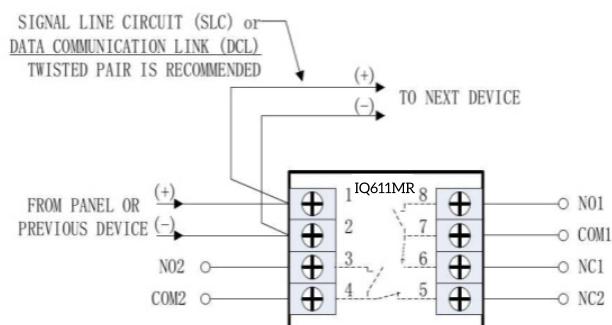 SIGNAL LINE CIRCUIT (SLC) or
DATA COMMUNICATION LINK (DCL)
TWISTED PAIR IS RECOMMENDED
(+)
(-)
TO NEXT DEVICE
IQ611MR
FROM PANEL OR
PREVIOUS DEVICE
(+)
(-)
1
2
3
4
8
7
6
5
NO2
COM2
NO1
COM1
NC1
NC2